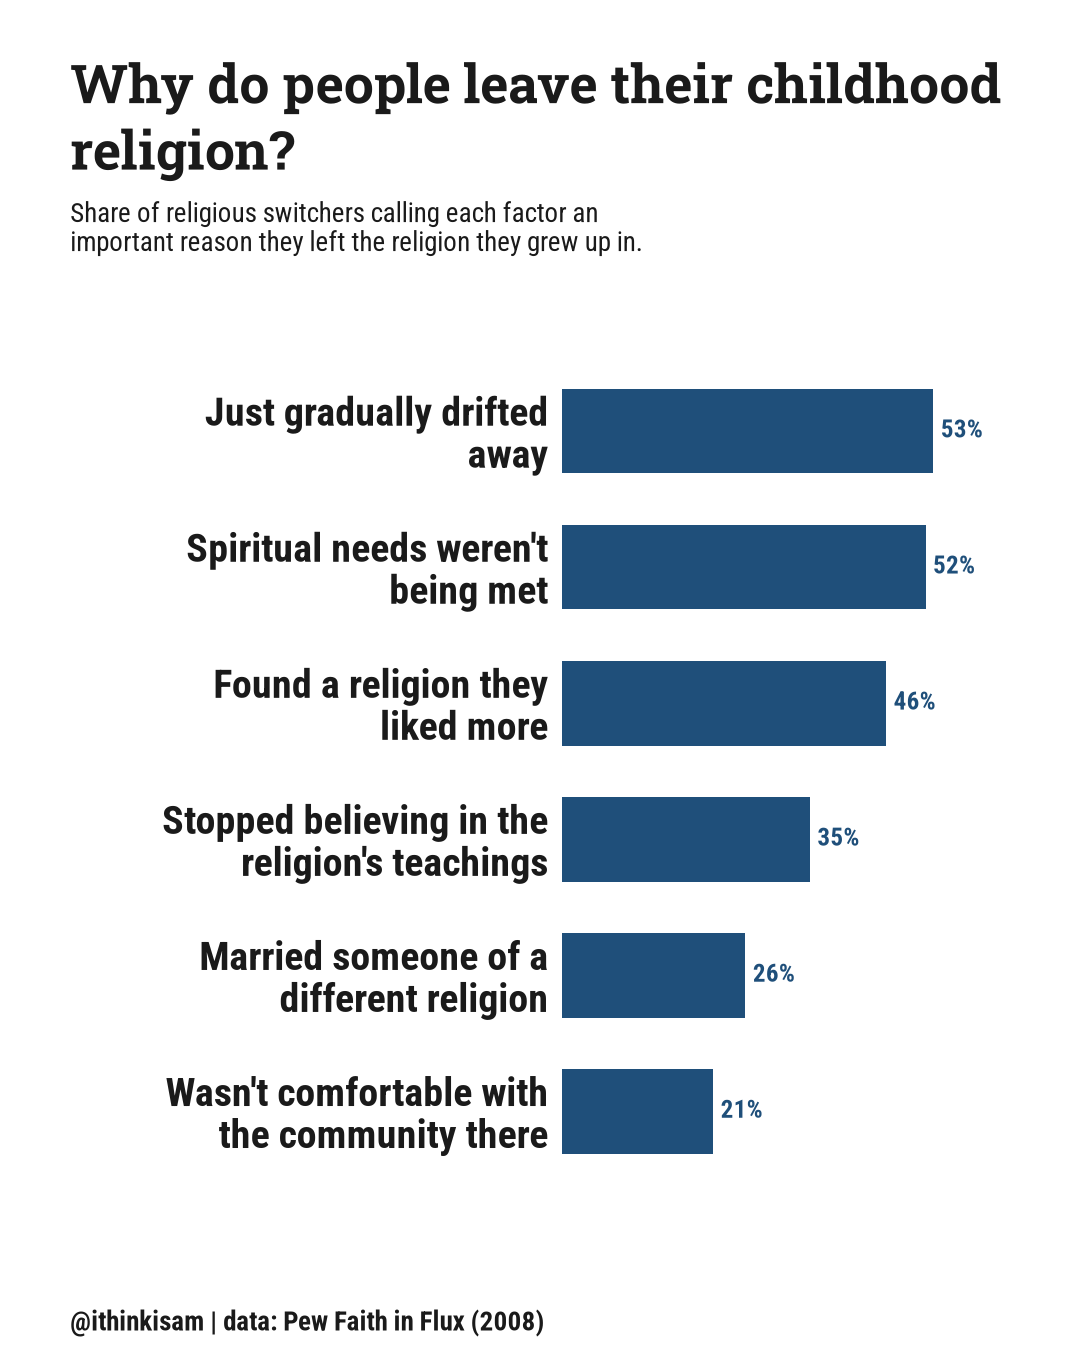 Why do people leave their childhood
religion?
Share of religious switchers calling each factor an
important reason they left the religion they grew up in.
Just gradually drifted
away
53%
Spiritual needs weren't
being met
52%
Found a religion they
liked more
46%
Stopped believing in the
religion's teachings
35%
Married someone of a
different religion
26%
Wasn't comfortable with
the community there
21%
@ithinkisam | data: Pew Faith in Flux (2008)